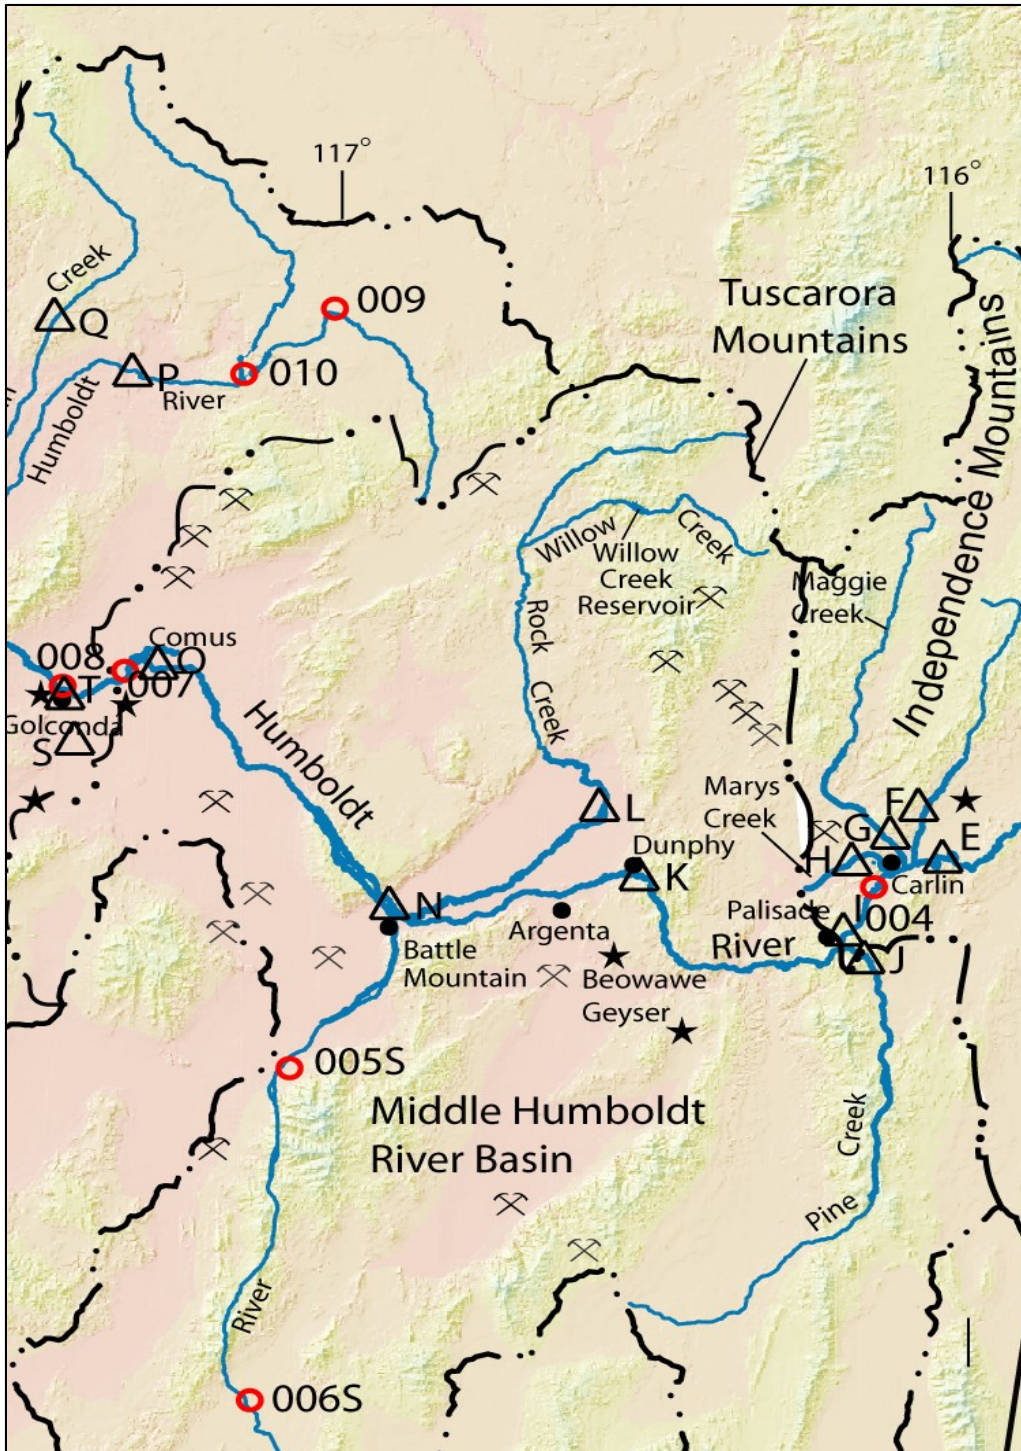 117°
116°
Creek
009
Tuscarora
Mountains
Q
010
P
River
Humboldt
Independence Mountains
Willow
Creek
Willow
Creek
Reservoir
Maggie
Creek
Rock
Creek
Comus
008
O
T
007
Golconda
S
Humboldt
Marys
Creek
L
F
G
E
Dunphy
H
K
Carlin
N
Palisade
I
004
Argenta
River
J
Battle
Mountain
Beowawe
Geyser
005S
Middle Humboldt
River Basin
Creek
Pine
River
006S